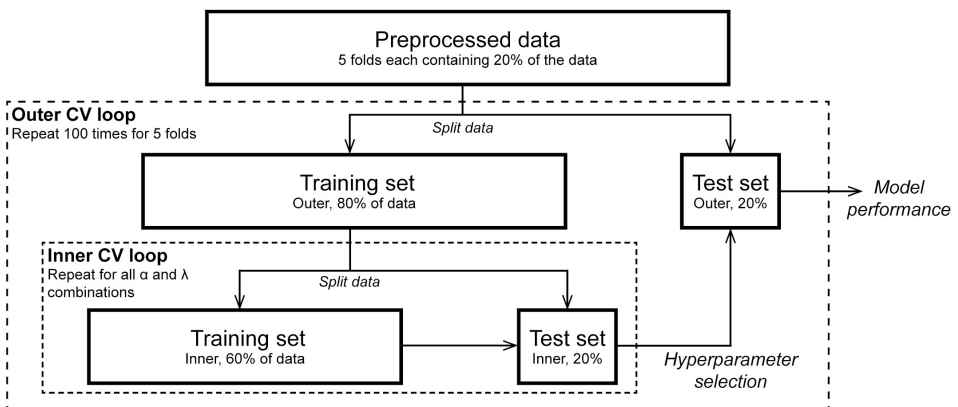 Preprocessed data
5 folds each containing 20% of the data
Outer CV loop
Repeat 100 times for 5 folds
Split data
Training set
Outer, 80% of data
Test set
Outer, 20%
Model
performance
Inner CV loop
Repeat for all α and λ
combinations
Split data
Training set
Inner, 60% of data
Test set
Inner, 20%
Hyperparameter
selection